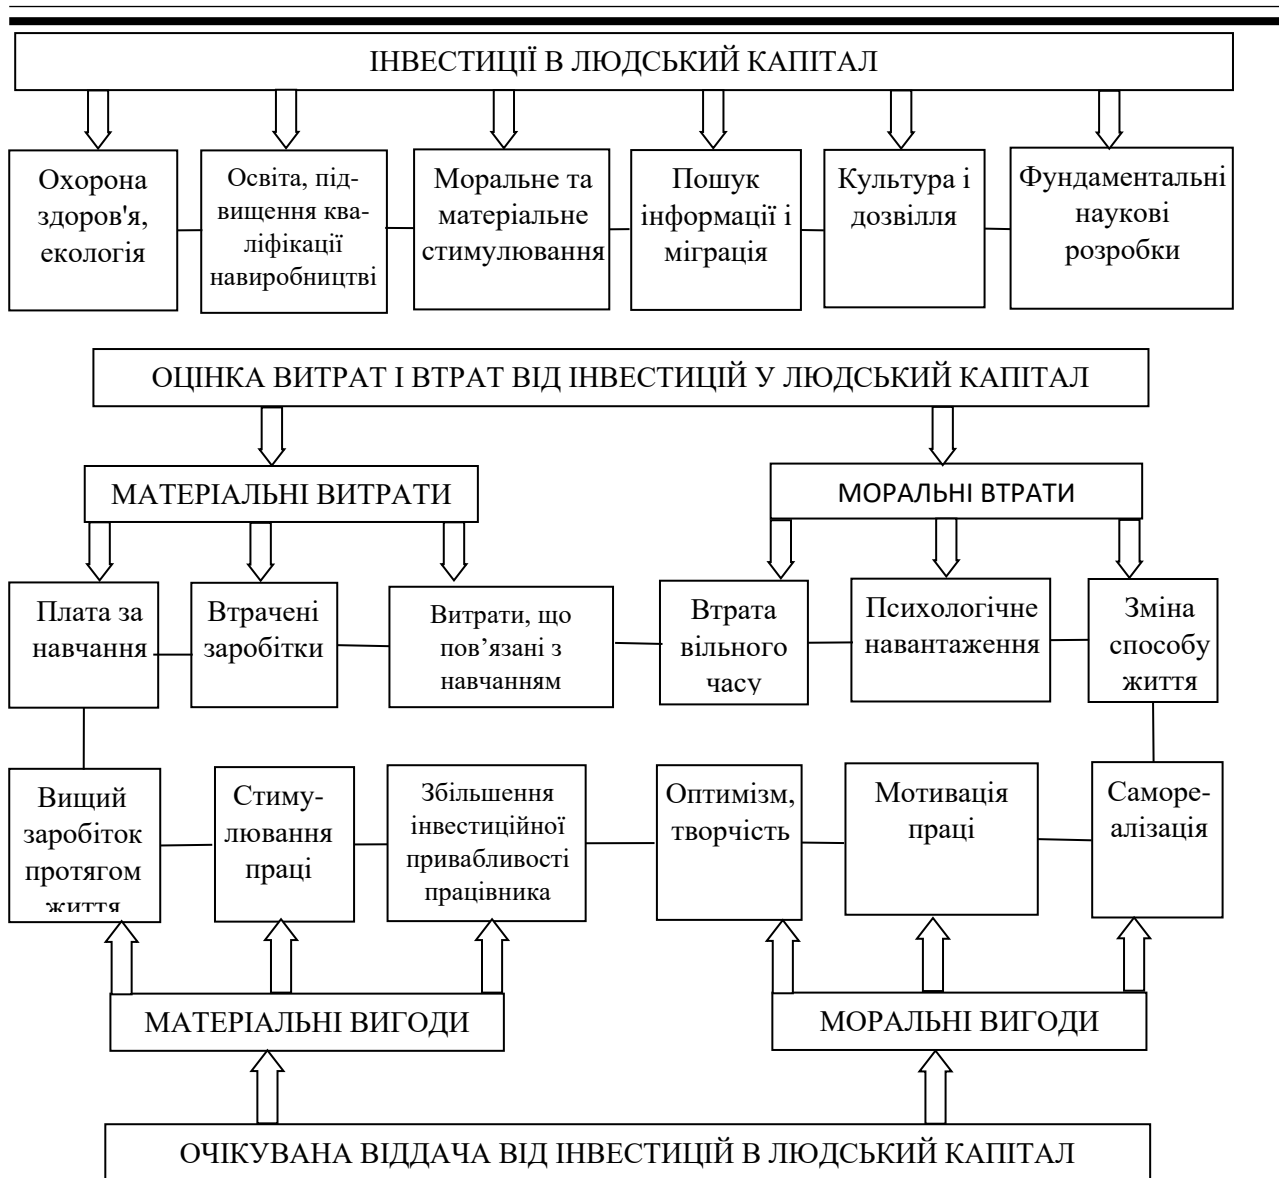 ІНВЕСТИЦІЇ В ЛЮДСЬКИЙ КАПІТАЛ
Охорона
здоров'я,
екологія
Освіта, під-
вищення ква-
ліфікації
навиробництві
Моральне та
матеріальне
стимулювання
Пошук
інформації і
міграція
Культура і
дозвілля
Фундаментальні
наукові
розробки
ОЦІНКА ВИТРАТ І ВТРАТ ВІД ІНВЕСТИЦІЙ У ЛЮДСЬКИЙ КАПІТАЛ
МАТЕРІАЛЬНІ ВИТРАТИ
МОРАЛЬНІ ВТРАТИ
Плата за
навчання
Втрачені
заробітки
Витрати, що
пов’язані з
навчанням
Втрата
вільного
часу
Психологічне
навантаження
Зміна
способу
життя
Вищий
заробіток
протягом
життя
Стиму-
лювання
праці
Збільшення
інвестиційної
привабливості
працівника
Оптимізм,
творчість
Мотивація
праці
Саморе-
алізація
МАТЕРІАЛЬНІ ВИГОДИ
МОРАЛЬНІ ВИГОДИ
ОЧІКУВАНА ВІДДАЧА ВІД ІНВЕСТИЦІЙ В ЛЮДСЬКИЙ КАПІТАЛ